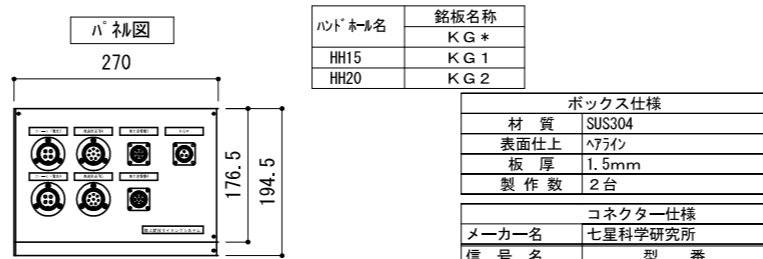 パネル図
270
176.5
194.5
ハンドホール名 銘板名称
KG*
HH15 KG1
HH20 KG2
ボックス仕様
材 質 SUS304
表面仕上 ヘアライン
板 厚 1.5mm
製 作 数 2台
コネクター仕様
メーカー名 七星科学研究所
信 号 名 型 番